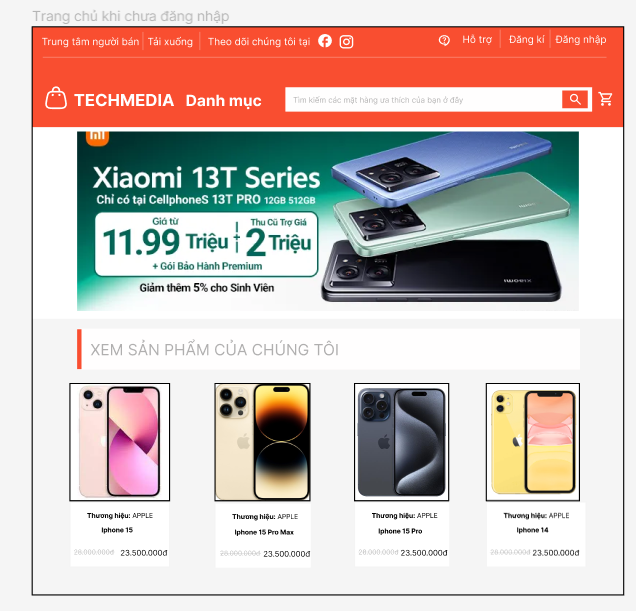 Trang chủ khi chưa đăng nhập
Trung tâm người bán Tải xuống Theo dõi chúng tôi tại Hỗ trợ Đăng kí Đăng nhập
TECHMEDIA Danh mục Tìm kiếm các mặt hàng ưa thích của bạn ở đây
Xiaomi 13T Series
Chỉ có tại CellphoneS 13T PRO 12GB 512GB
Giá từ Thu Cũ Trợ Giá
11.99 Triệu + 2 Triệu
+ Gói Bảo Hành Premium
Giảm thêm 5% cho Sinh Viên
XEM SẢN PHẨM CỦA CHÚNG TÔI
Thương hiệu: APPLE Thương hiệu: APPLE Thương hiệu: APPLE Thương hiệu: APPLE
Iphone 15 Iphone 15 Pro Max Iphone 15 Pro Iphone 14
28.000.000đ 23.500.000đ 28.000.000đ 23.500.000đ 28.000.000đ 23.500.000đ 28.000.000đ 23.500.000đ